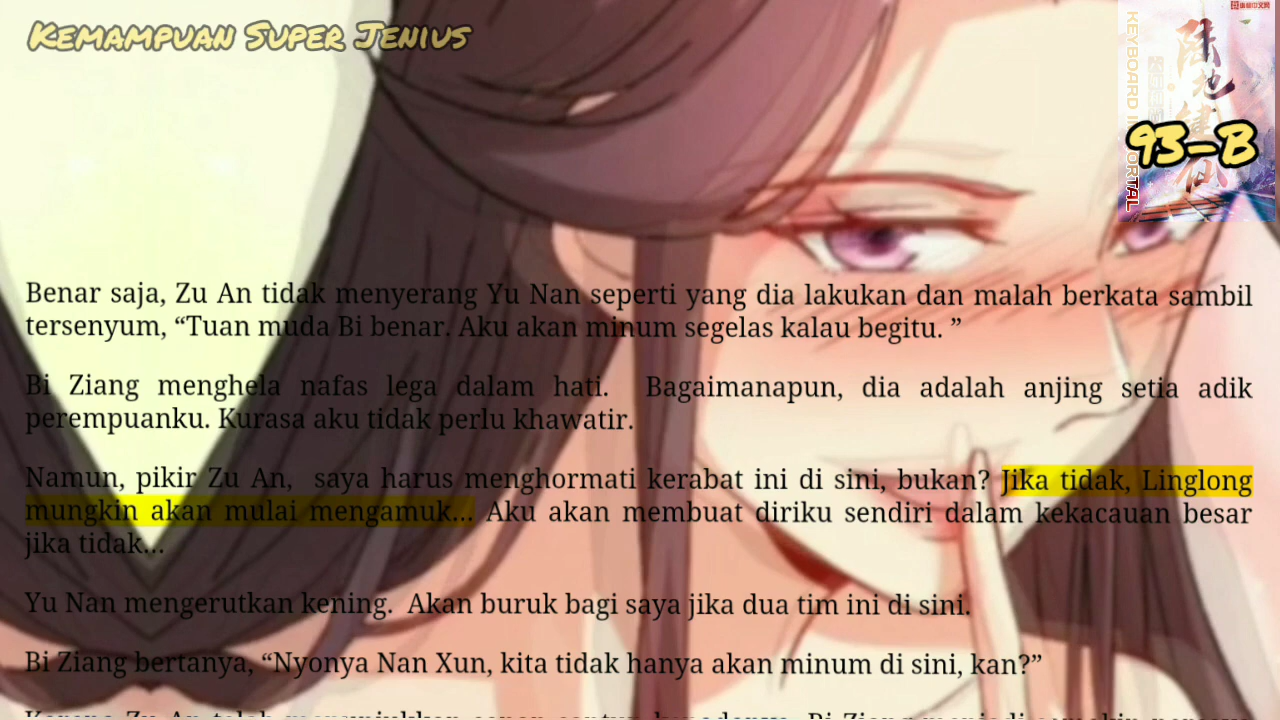 Kemampuan Super Jenius
93-B
Benar saja, Zu An tidak menyerang Yu Nan seperti yang dia lakukan dan malah berkata sambil
tersenyum, “Tuan muda Bi benar. Aku akan minum segelas kalau begitu. ”
Bi Ziang menghela nafas lega dalam hati. Bagaimanapun, dia adalah anjing setia adik
perempuanku. Kurasa aku tidak perlu khawatir.
Namun, pikir Zu An, saya harus menghormati kerabat ini di sini, bukan? Jika tidak, Linglong
mungkin akan mulai mengamuk... Aku akan membuat diriku sendiri dalam kekacauan besar
jika tidak...
Yu Nan mengerutkan kening. Akan buruk bagi saya jika dua tim ini di sini.
Bi Ziang bertanya, “Nyonya Nan Xun, kita tidak hanya akan minum di sini, kan?”
KEYBOARD